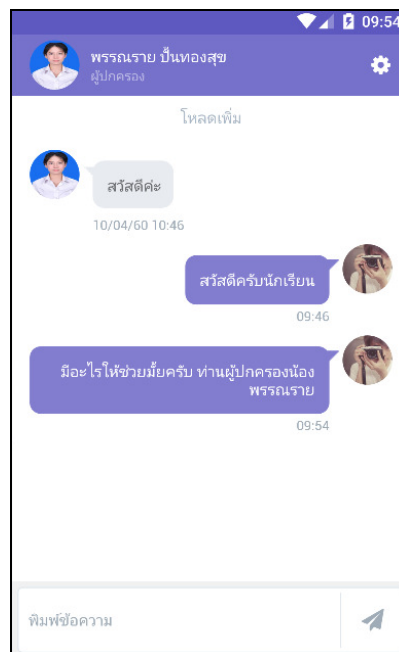 09:54
พรรณราย ปั้นทองสุข
ผู้ปกครอง
โหลดเพิ่ม
สวัสดีค่ะ
10/04/60 10:46
สวัสดีครับนักเรียน
09:46
มีอะไรให้ช่วยมั้ยครับ ท่านผู้ปกครองน้อง
พรรณราย
09:54
พิมพ์ข้อความ